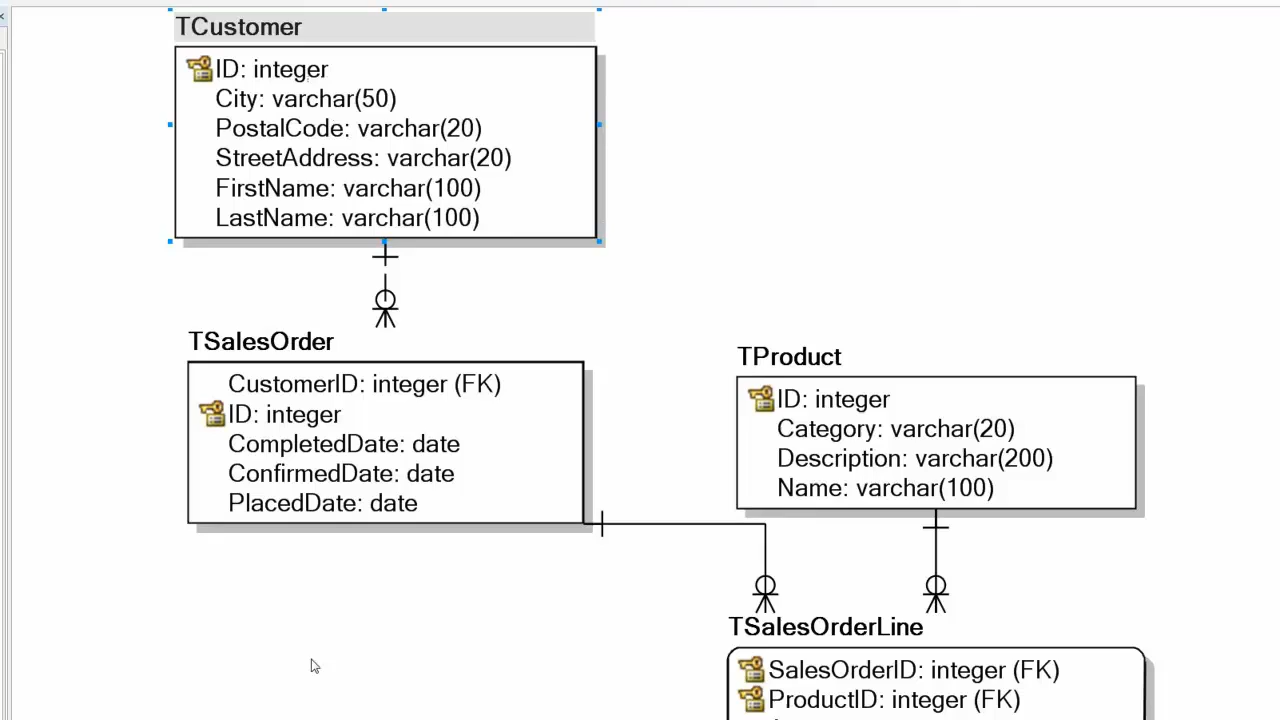 TCustomer
ID: integer
City: varchar(50)
PostalCode: varchar(20)
StreetAddress: varchar(20)
FirstName: varchar(100)
LastName: varchar(100)
TSalesOrder
CustomerID: integer (FK)
ID: integer
CompletedDate: date
ConfirmedDate: date
PlacedDate: date
TProduct
ID: integer
Category: varchar(20)
Description: varchar(200)
Name: varchar(100)
TSalesOrderLine
SalesOrderID: integer (FK)
ProductID: integer (FK)